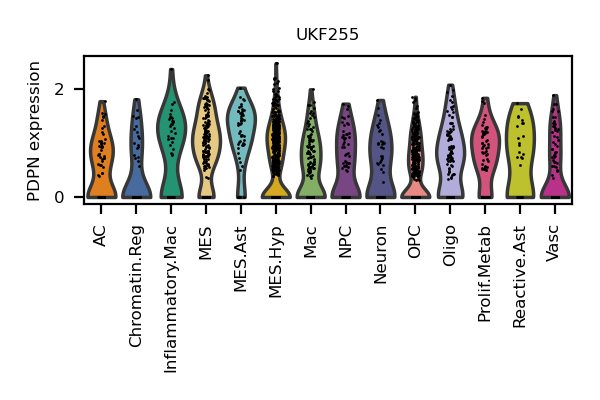 UKF255
PDPN expression
2
0
AC
Chromatin.Reg
Inflammatory.Mac
MES
MES.Ast
MES.Hyp
Mac
NPC
Neuron
OPC
Oligo
Prolif.Metab
Reactive.Ast
Vasc